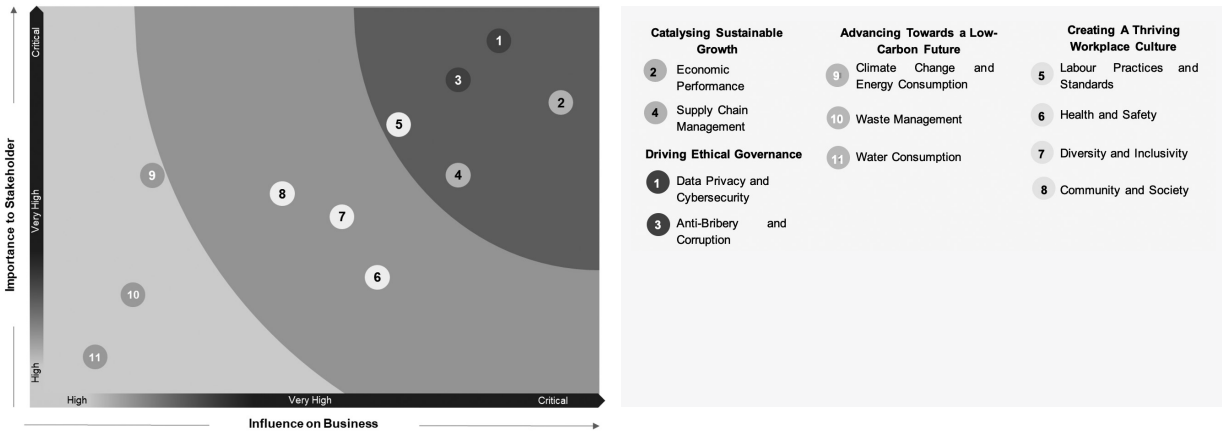 Importance to Stakeholder
Critical
Very High
High
1
3
2
5
4
9
8
7
6
10
11
High
Very High
Critical
Influence on Business
Catalysing Sustainable
Growth
2 Economic
Performance
4 Supply Chain
Management
Driving Ethical Governance
1 Data Privacy and
Cybersecurity
3 Anti-Bribery and
Corruption
Advancing Towards a Low-
Carbon Future
9 Climate Change and
Energy Consumption
10 Waste Management
11 Water Consumption
Creating A Thriving
Workplace Culture
5 Labour Practices and
Standards
6 Health and Safety
7 Diversity and Inclusivity
8 Community and Society